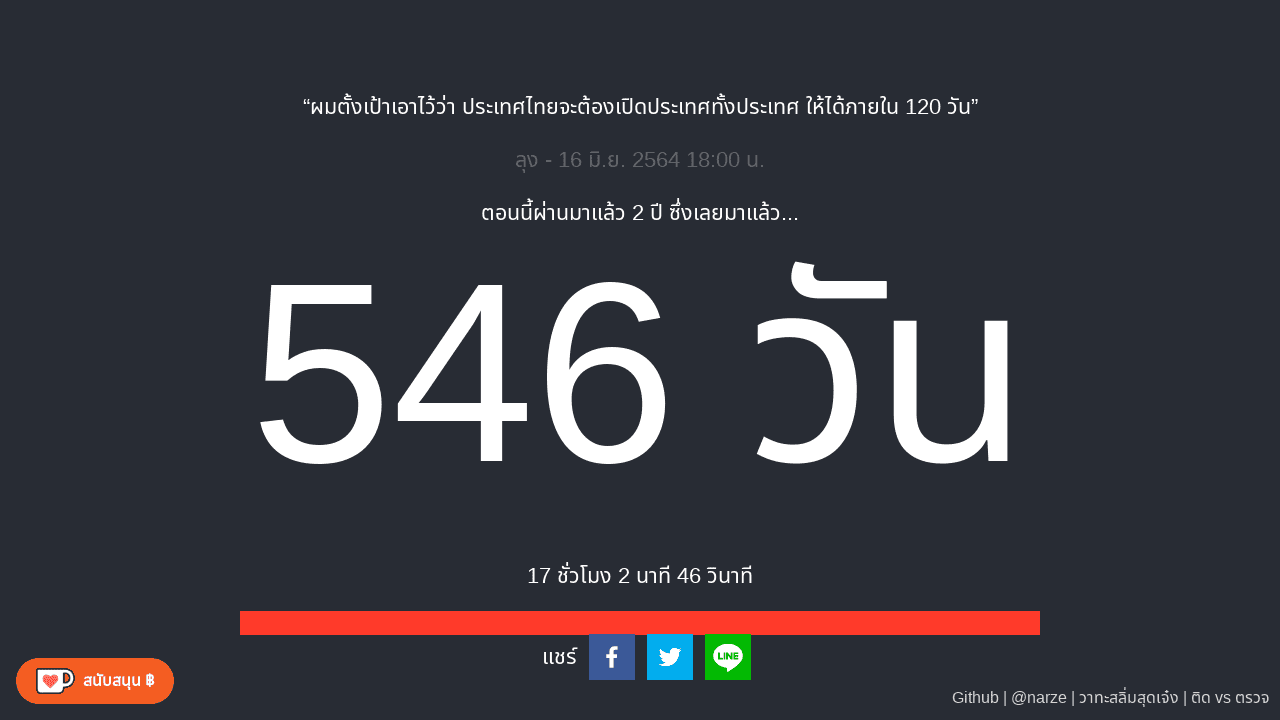 “ผมตั้งเป้าเอาไว้ว่า ประเทศไทยจะต้องเปิดประเทศทั้งประเทศ ให้ได้ภายใน 120 วัน”
ลุง - 16 มิ.ย. 2564 18:00 น.
ตอนนี้ผ่านมาแล้ว 2 ปี ซึ่งเลยมาแล้ว...
546 วัน
17 ชั่วโมง 2 นาที 46 วินาที
แชร์
LINE
สนับสนุน ฿
Github | @narze | วาทะสลิ่มสุดเจ๋ง | ติด vs ตรวจ